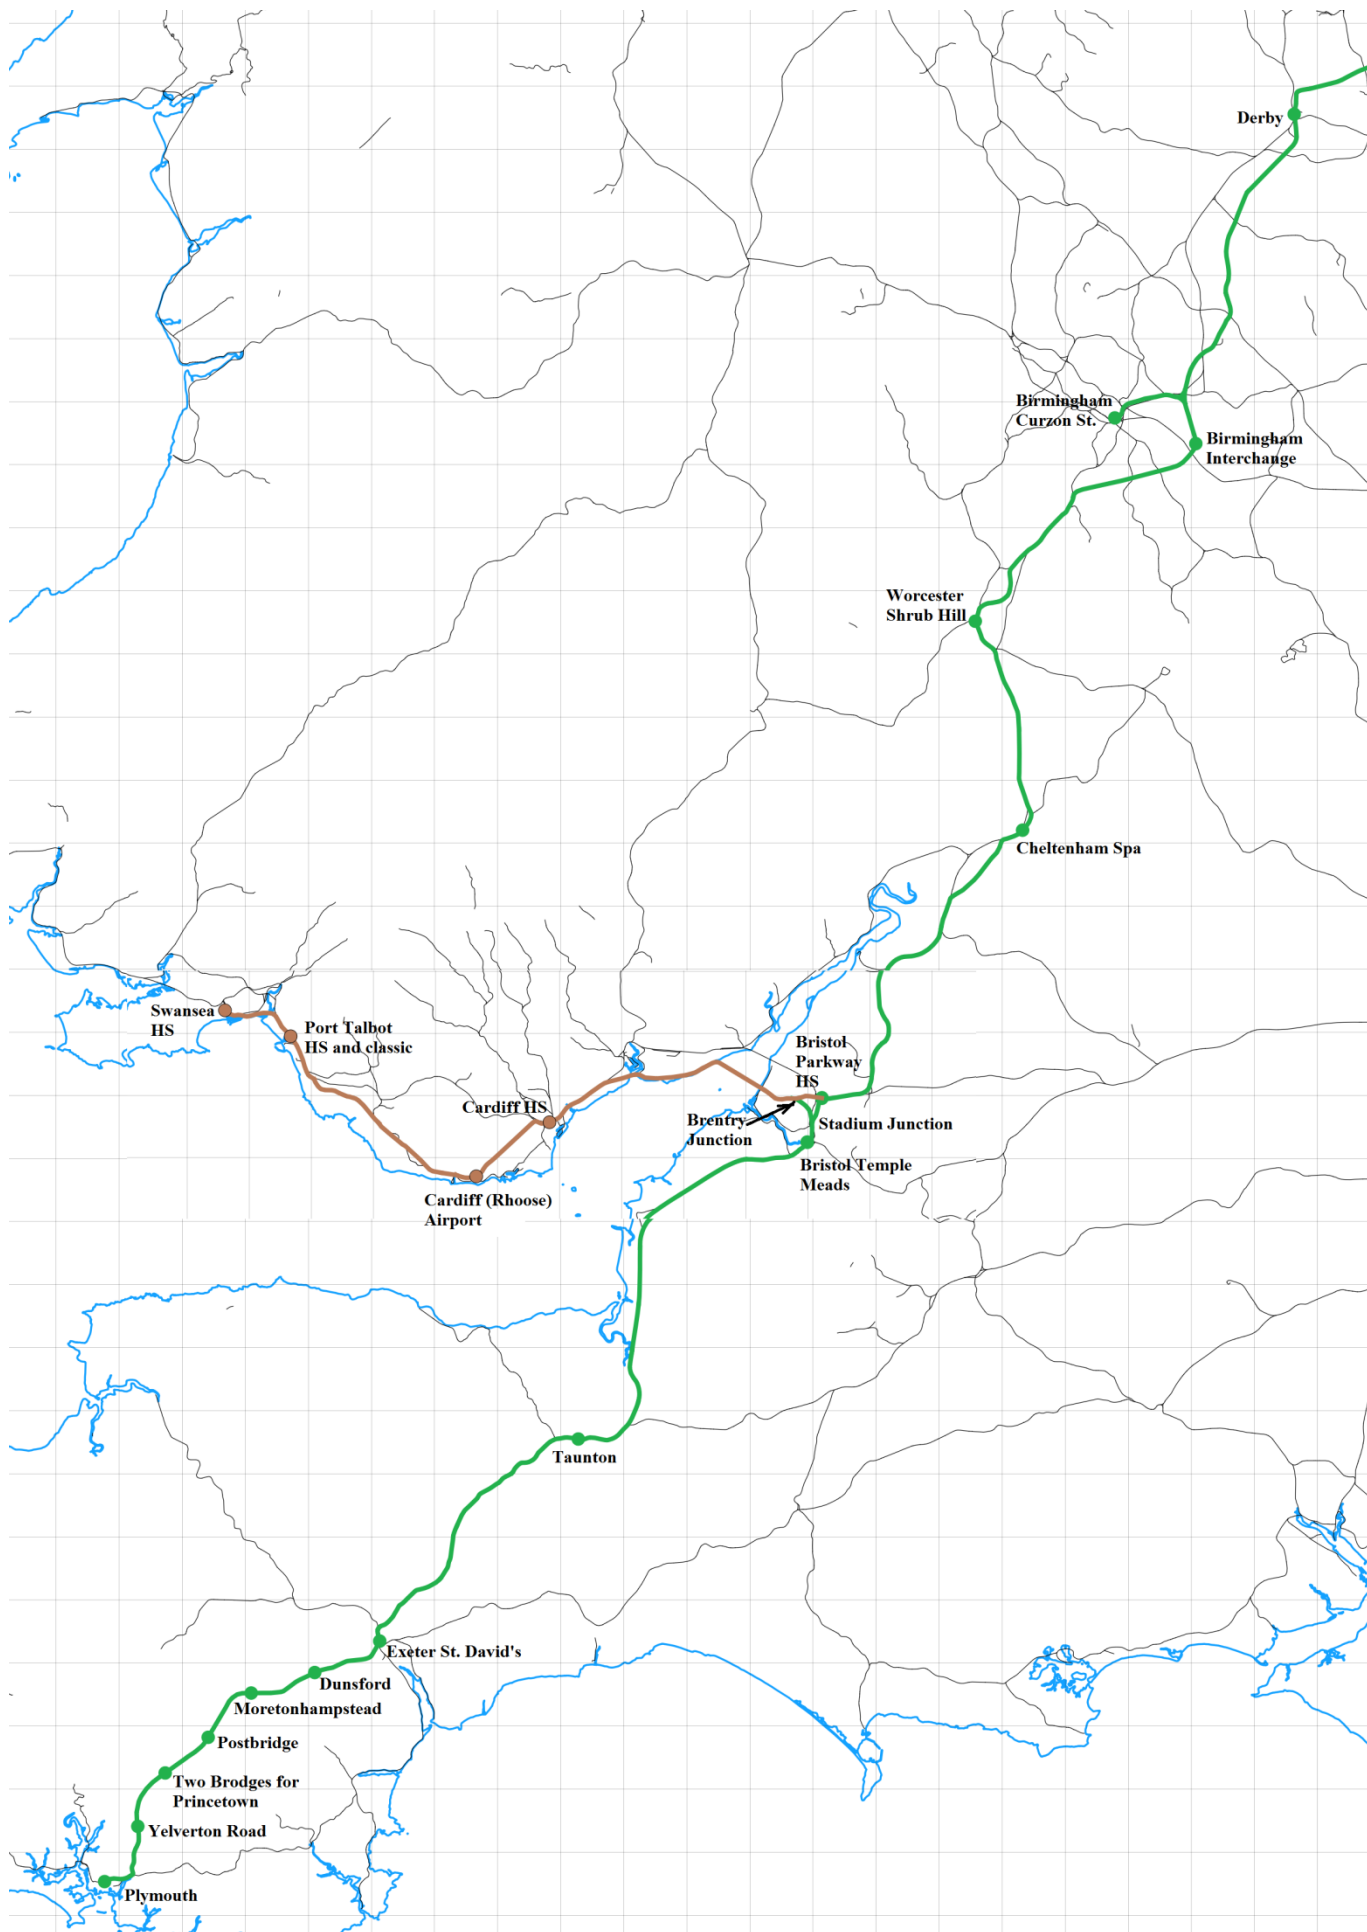 Derby
Birmingham
Curzon St.
Birmingham
Interchange
Worcester
Shrub Hill
Cheltenham Spa
Swansea
HS
Port Talbot
HS and classic
Bristol
Parkway
HS
Cardiff HS
Brentry
Junction
Stadium Junction
Bristol Temple
Meads
Cardiff (Rhoose)
Airport
Taunton
Exeter St. David's
Dunsford
Moretonhampstead
Postbridge
Two Brodges for
Princetown
Yelverton Road
Plymouth